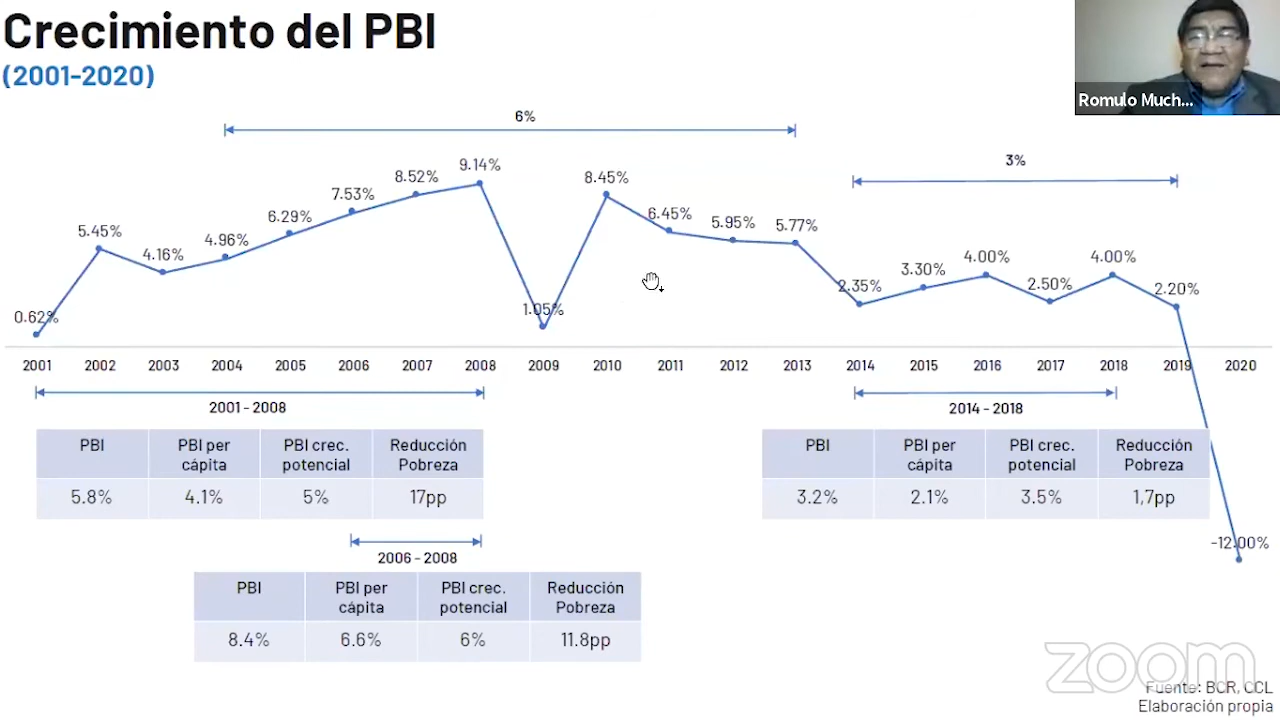 Crecimiento del PBI
(2001-2020)
Romulo Much...
6%
3%
0.62%
5.45%
4.16%
4.96%
6.29%
7.53%
8.52%
9.14%
1.05%
8.45%
6.45%
5.95%
5.77%
2.35%
3.30%
4.00%
2.50%
4.00%
2.20%
-12.00%
2001 2002 2003 2004 2005 2006 2007 2008 2009 2010 2011 2012 2013 2014 2015 2016 2017 2018 2019 2020
2001 - 2008
PBI
PBI per
cápita
PBI crec.
potencial
Reducción
Pobreza
5.8% 4.1% 5% 17pp
2014 - 2018
PBI
PBI per
cápita
PBI crec.
potencial
Reducción
Pobreza
3.2% 2.1% 3.5% 1,7pp
2006 - 2008
PBI
PBI per
cápita
PBI crec.
potencial
Reducción
Pobreza
8.4% 6.6% 6% 11.8pp
zoom
Fuente: BCR, CCL
Elaboración propia